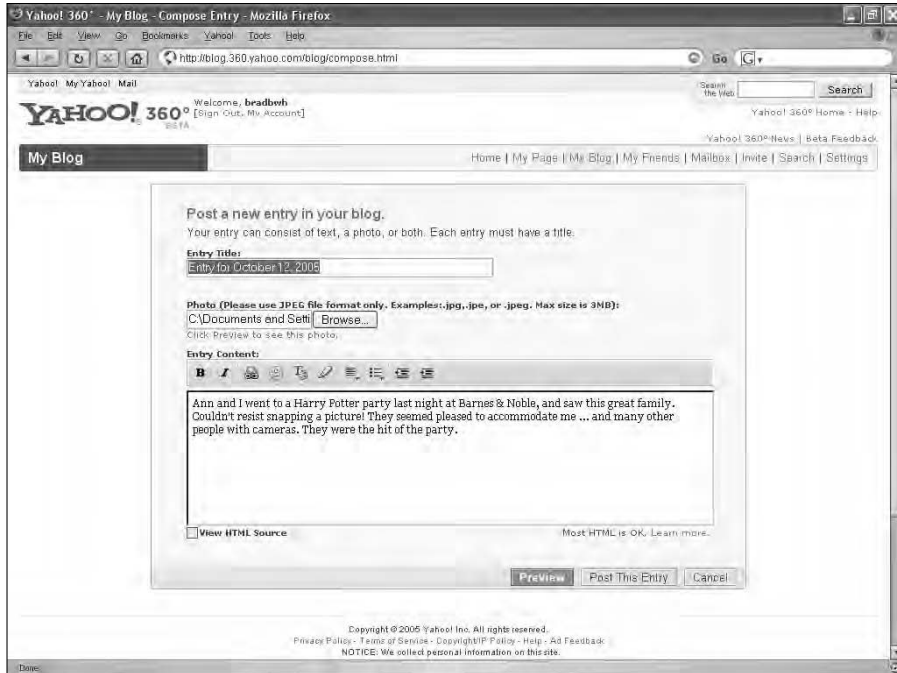 Yahoo! 360° - My Blog - Compose Entry - Mozilla Firefox
File Edit View Go Bookmarks Yahoo! Tools Help
http://blog.360.yahoo.com/blog/compose.html Go G
Yahoo! My Yahoo! Mail
Search the Web Search
YAHOO! 360° BETA
Welcome, bradbwh
[Sign Out, My Account]
Yahoo! 360° Home - Help
Yahoo! 360° News | Beta Feedback
My Blog
Home | My Page | My Blog | My Friends | Mailbox | Invite | Search | Settings
Post a new entry in your blog.
Your entry can consist of text, a photo, or both. Each entry must have a title.
Entry Title:
Entry for October 12, 2005
Photo (Please use JPEG file format only. Examples:.jpg,.jpe, or .jpeg. Max size is 3MB):
C:\Documents and Setti Browse...
Click Preview to see this photo.
Entry Content:
B I
Ann and I went to a Harry Potter party last night at Barnes & Noble, and saw this great family.
Couldn't resist snapping a picture! They seemed pleased to accommodate me ... and many other
people with cameras. They were the hit of the party.
View HTML Source
Most HTML is OK. Learn more.
Preview Post This Entry Cancel
Copyright © 2005 Yahoo! Inc. All rights reserved.
Privacy Policy - Terms of Service - Copyright/IP Policy - Help - Ad Feedback
NOTICE: We collect personal information on this site.
Done